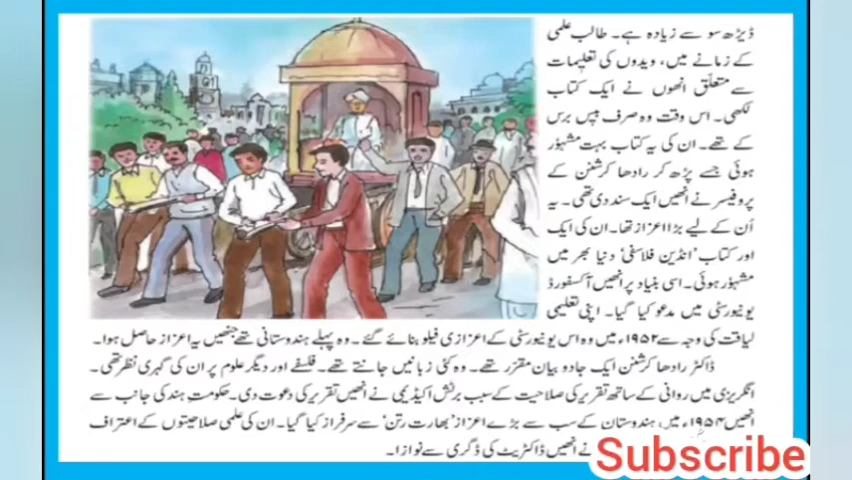 ڈیڑھ سو سے زیادہ ہے۔ طالب علمی
کے زمانے میں، ویدوں کی تعلیمات
سے متعلّق انھوں نے ایک کتاب
لکھی۔ اس وقت وہ صرف بیس برس
کے تھے۔ ان کی یہ کتاب بہت مشہوٗر
ہوئی جسے پڑھ کر رادھا کرشنن کے
پروفیسر نے انھیں ایک سند دی تھی۔ یہ
اُن کے لیے بڑا اعزاز تھا۔ ان کی ایک
اور کتاب 'انڈین فلاسفی' دنیا بھر میں
مشہوٗر ہوئی۔ اسی بنیاد پر انھیں آکسفورڈ
یونیورسٹی میں مدعو کیا گیا۔ اپنی تعلیمی
لیاقت کی وجہ سے ۱۹۵۲ء میں وہ اس یونیورسٹی کے اعزازی فیلو بنائے گئے۔ وہ پہلے ہندوستانی تھے جنھیں یہ اعزاز حاصل ہوا۔
ڈاکٹر رادھا کرشنن ایک جادو بیان مقرر تھے۔ وہ کئی زبانیں جانتے تھے۔ فلسفے اور دیگر علوم پر ان کی گہری نظر تھی۔
انگریزی میں روانی کے ساتھ تقریر کی صلاحیت کے سبب برٹش اکیڈیمی نے انھیں تقریر کی دعوت دی۔ حکومتِ ہند کی جانب سے
انھیں ۱۹۵۴ء میں، ہندوستان کے سب سے بڑے اعزاز 'بھارت رتن' سے سرفراز کیا گیا۔ ان کی علمی صلاحیتوں کے اعتراف
نے انھیں ڈاکٹریٹ کی ڈگری سے نوازا۔
Subscribe